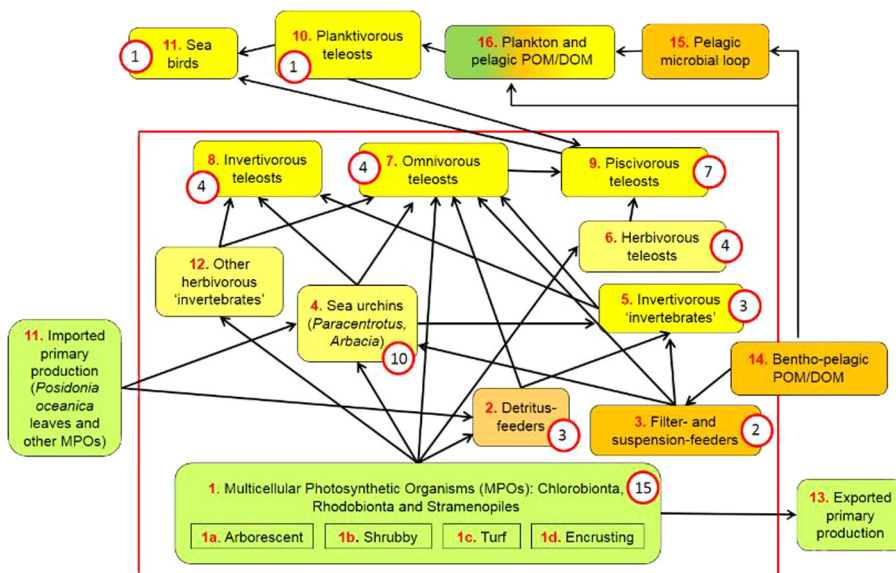 11. Sea
birds
1
10. Planktivorous
teleosts
1
16. Plankton and
pelagic POM/DOM
15. Pelagic
microbial loop
8. Invertivorous
teleosts
4
7. Omnivorous
teleosts
4
9. Piscivorous
teleosts
7
6. Herbivorous
teleosts
4
12. Other
herbivorous
‘invertebrates’
4. Sea urchins
(Paracentrotus,
Arbacia)
10
5. Invertivorous
‘invertebrates’
3
11. Imported
primary
production
(Posidonia
oceanica
leaves and
other MPOs)
14. Bentho-pelagic
POM/DOM
2. Detritus-
feeders
3
3. Filter- and
suspension-feeders
2
1. Multicellular Photosynthetic Organisms (MPOs): Chlorobionta,
Rhodobionta and Stramenopiles
15
1a. Arborescent
1b. Shrubby
1c. Turf
1d. Encrusting
13. Exported
primary
production